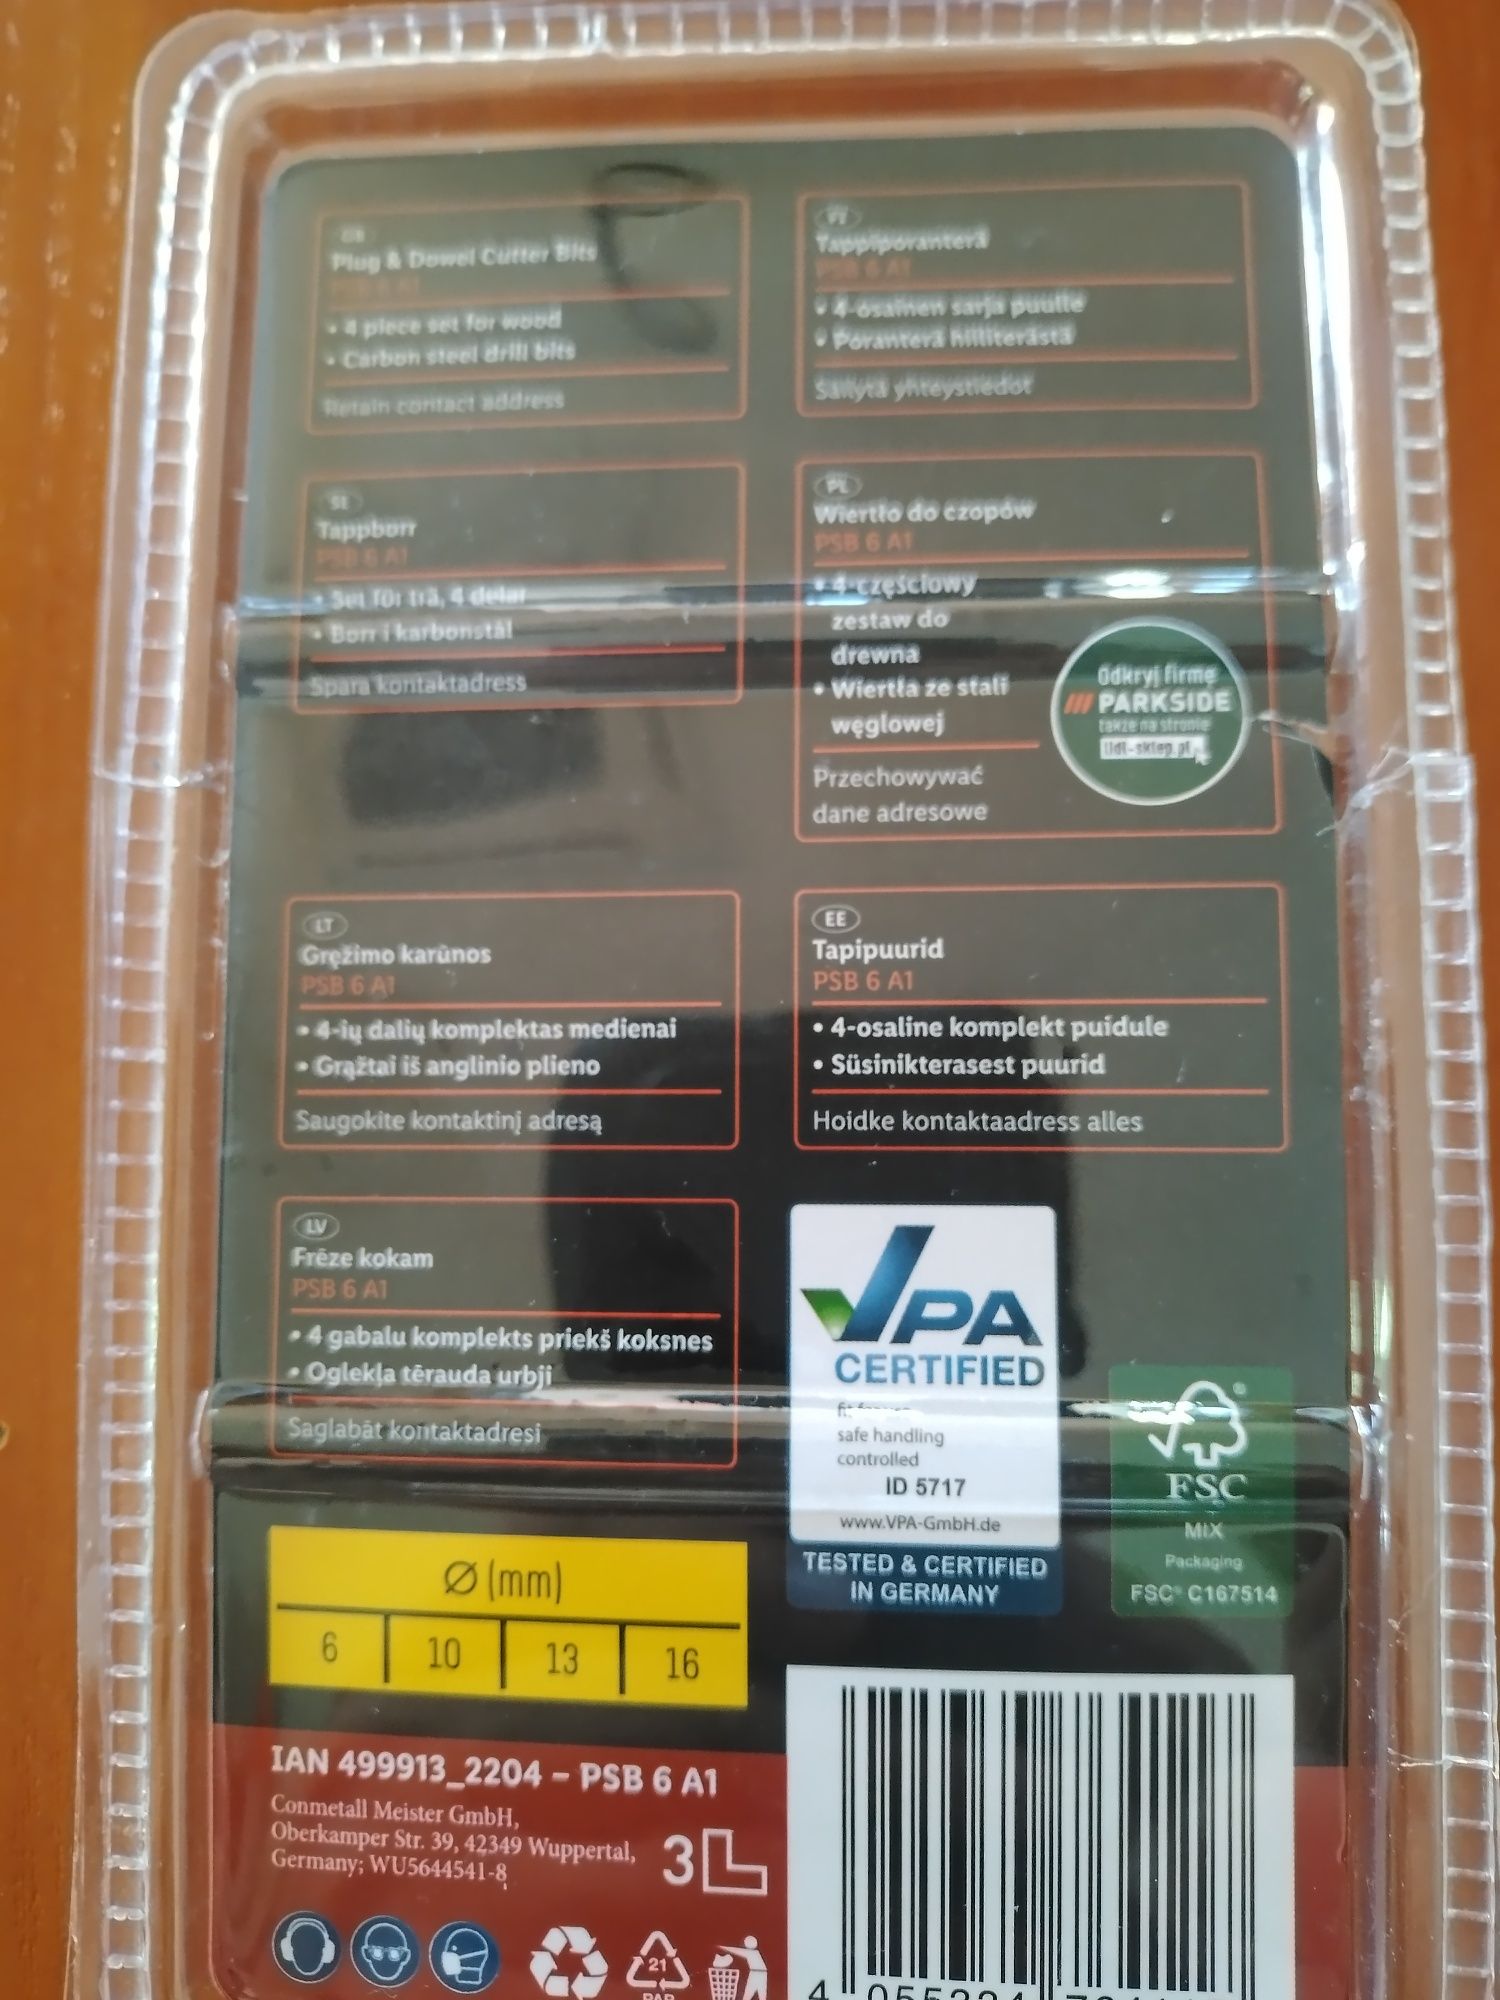 GB
Plug & Dowel Cutter Bits
PSB 6 A1
• 4 piece set for wood
• Carbon steel drill bits
Retain contact address
FI
Tappiporanterä
PSB 6 A1
• 4-osainen sarja puulle
• Poranterä hiiliterästä
Säilytä yhteystiedot
SE
Tappborr
PSB 6 A1
• Set för trä, 4 delar
• Borr i karbonstål
Spara kontaktadress
PL
Wiertło do czopów
PSB 6 A1
• 4-częściowy
zestaw do
drewna
• Wiertła ze stali
węglowej
Przechowywać
dane adresowe
Odkryj firmę
/// PARKSIDE
także na stronie
lidl-sklep.pl
LT
Gręžimo karūnos
PSB 6 A1
• 4-ių dalių komplektas medienai
• Grąžtai iš anglinio plieno
Saugokite kontaktinį adresą
EE
Tapipuurid
PSB 6 A1
• 4-osaline komplekt puidule
• Süsinikterasest puurid
Hoidke kontaktaadress alles
LV
Frēze kokam
PSB 6 A1
• 4 gabalu komplekts priekš koksnes
• Oglekļa tērauda urbji
Saglabāt kontaktadresi
VPA
CERTIFIED
fit for use
safe handling
controlled
ID 5717
www.VPA-GmbH.de
TESTED & CERTIFIED
IN GERMANY
FSC
MIX
Packaging
FSC® C167514
Ø (mm)
6 10 13 16
IAN 499913_2204 – PSB 6 A1
Conmetall Meister GmbH,
Oberkamper Str. 39, 42349 Wuppertal,
Germany; WU5644541-8
3
21
PAP
4 055334